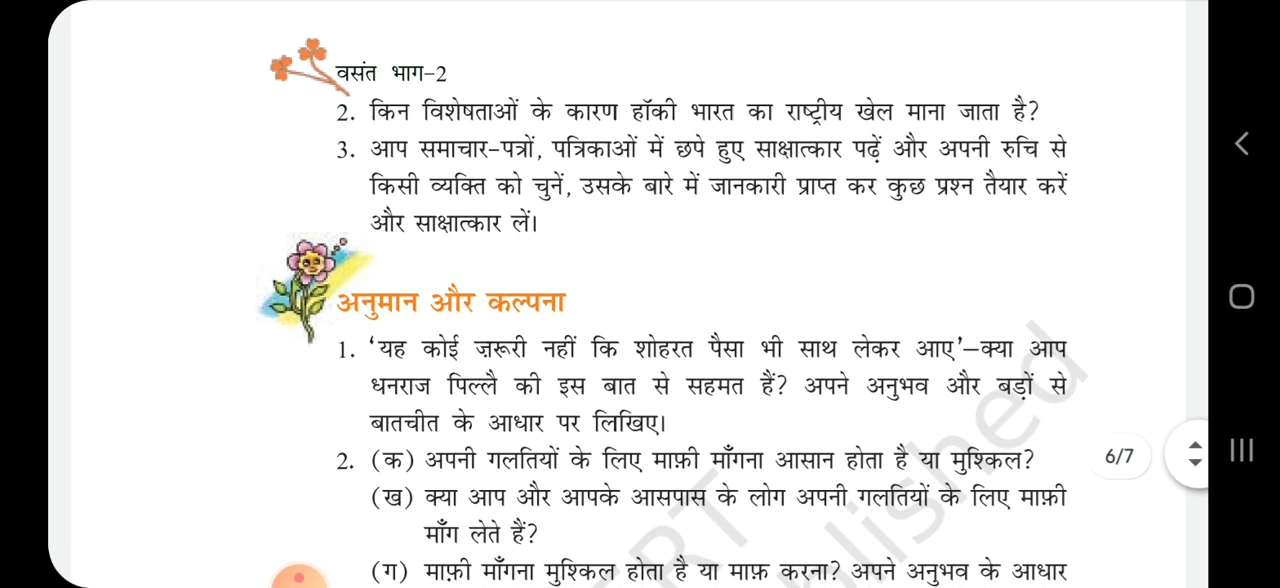 वसंत भाग-2
2. किन विशेषताओं के कारण हॉकी भारत का राष्ट्रीय खेल माना जाता है?
3. आप समाचार-पत्रों, पत्रिकाओं में छपे हुए साक्षात्कार पढ़ें और अपनी रुचि से
किसी व्यक्ति को चुनें, उसके बारे में जानकारी प्राप्त कर कुछ प्रश्न तैयार करें
और साक्षात्कार लें।
अनुमान और कल्पना
1. ‘यह कोई ज़रूरी नहीं कि शोहरत पैसा भी साथ लेकर आए’–क्या आप
धनराज पिल्लै की इस बात से सहमत हैं? अपने अनुभव और बड़ों से
बातचीत के आधार पर लिखिए।
6/7
2. (क) अपनी गलतियों के लिए माफ़ी माँगना आसान होता है या मुश्किल?
(ख) क्या आप और आपके आसपास के लोग अपनी गलतियों के लिए माफ़ी
माँग लेते हैं?
(ग) माफ़ी माँगना मुश्किल होता है या माफ़ करना? अपने अनुभव के आधार